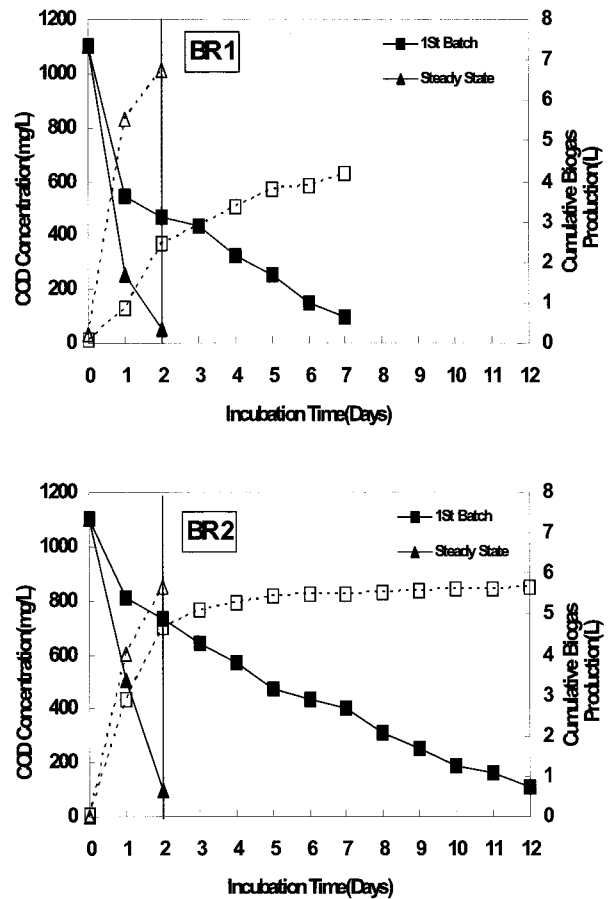 BR1
1St Batch
Steady State
COD Concentration(mg/L)
1200
1000
800
600
400
200
0
8
7
6
5
4
3
2
1
0
Cumulative Biogas
Production(L)
0 1 2 3 4 5 6 7 8 9 10 11 12
Incubation Time(Days)
BR2
1St Batch
Steady State
COD Concentration(mg/L)
1200
1000
800
600
400
200
0
8
7
6
5
4
3
2
1
0
Cumulative Biogas
Production(L)
0 1 2 3 4 5 6 7 8 9 10 11 12
Incubation Time(Days)